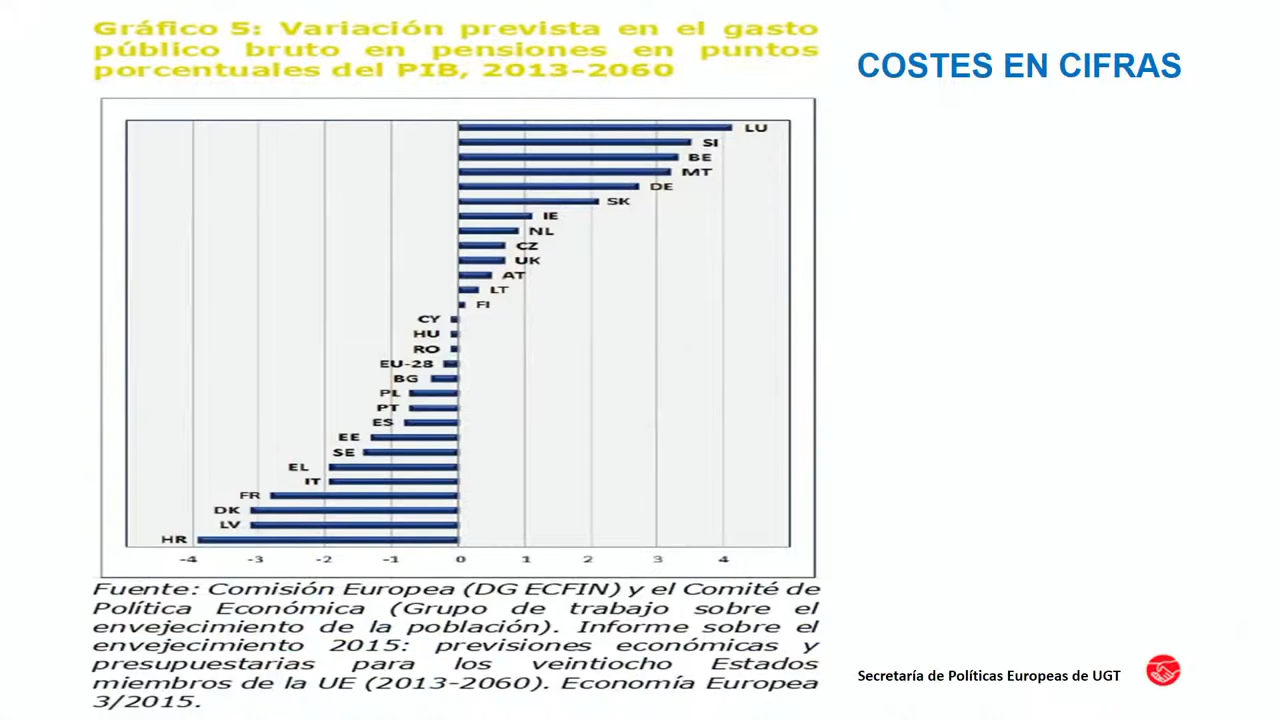 Gráfico 5: Variación prevista en el gasto
público bruto en pensiones en puntos
porcentuales del PIB, 2013-2060
COSTES EN CIFRAS
LU
SI
BE
MT
DE
SK
IE
NL
CZ
UK
AT
LT
FI
CY
HU
RO
EU-28
BG
PL
PT
ES
EE
SE
EL
IT
FR
DK
LV
HR
-4 -3 -2 -1 0 1 2 3 4
Fuente: Comisión Europea (DG ECFIN) y el Comité de
Política Económica (Grupo de trabajo sobre el
envejecimiento de la población). Informe sobre el
envejecimiento 2015: previsiones económicas y
presupuestarias para los veintiocho Estados
miembros de la UE (2013-2060). Economía Europea
3/2015.
Secretaría de Políticas Europeas de UGT